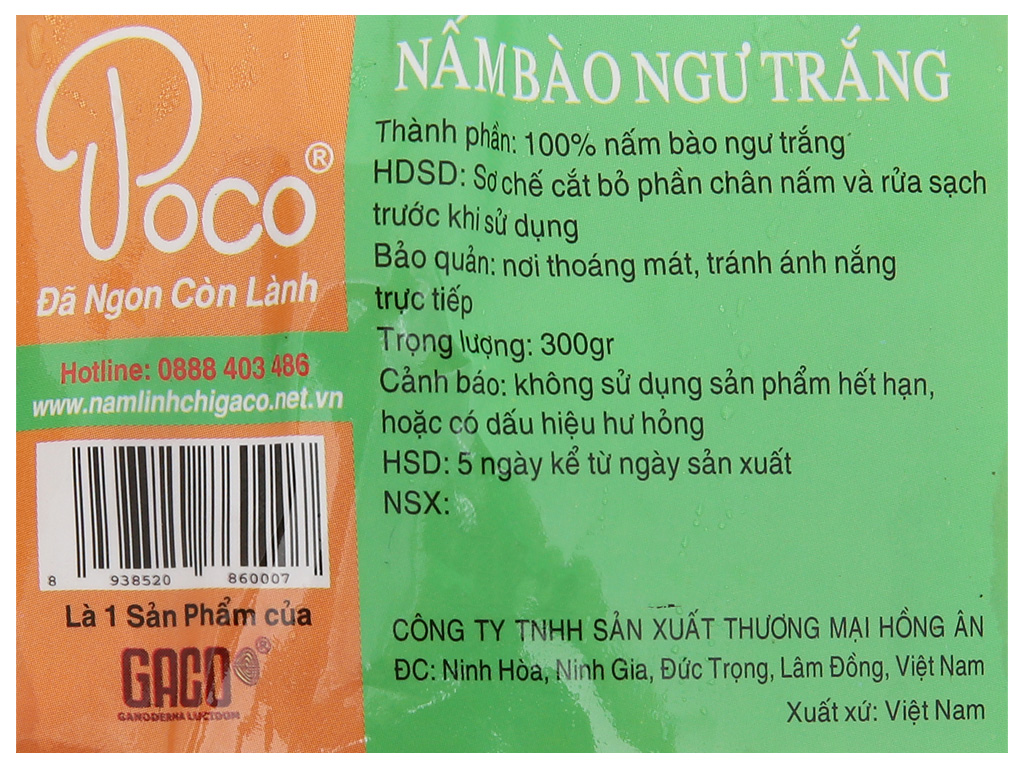 Poco®
Đã Ngon Còn Lành
Hotline: 0888 403 486
www.namlinhchigaco.net.vn
8 938520 860007
Là 1 Sản Phẩm của
GACO®
GANODERMA LUCIDUM
NẤM BÀO NGƯ TRẮNG
Thành phần: 100% nấm bào ngư trắng
HDSD: Sơ chế cắt bỏ phần chân nấm và rửa sạch
trước khi sử dụng
Bảo quản: nơi thoáng mát, tránh ánh nắng
trực tiếp
Trọng lượng: 300gr
Cảnh báo: không sử dụng sản phẩm hết hạn,
hoặc có dấu hiệu hư hỏng
HSD: 5 ngày kể từ ngày sản xuất
NSX:
CÔNG TY TNHH SẢN XUẤT THƯƠNG MẠI HỒNG ÂN
ĐC: Ninh Hòa, Ninh Gia, Đức Trọng, Lâm Đồng, Việt Nam
Xuất xứ: Việt Nam